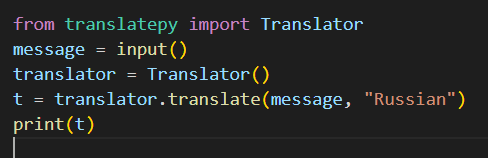 from translatepy import Translator
message = input()
translator = Translator()
t = translator.translate(message, "Russian")
print(t)